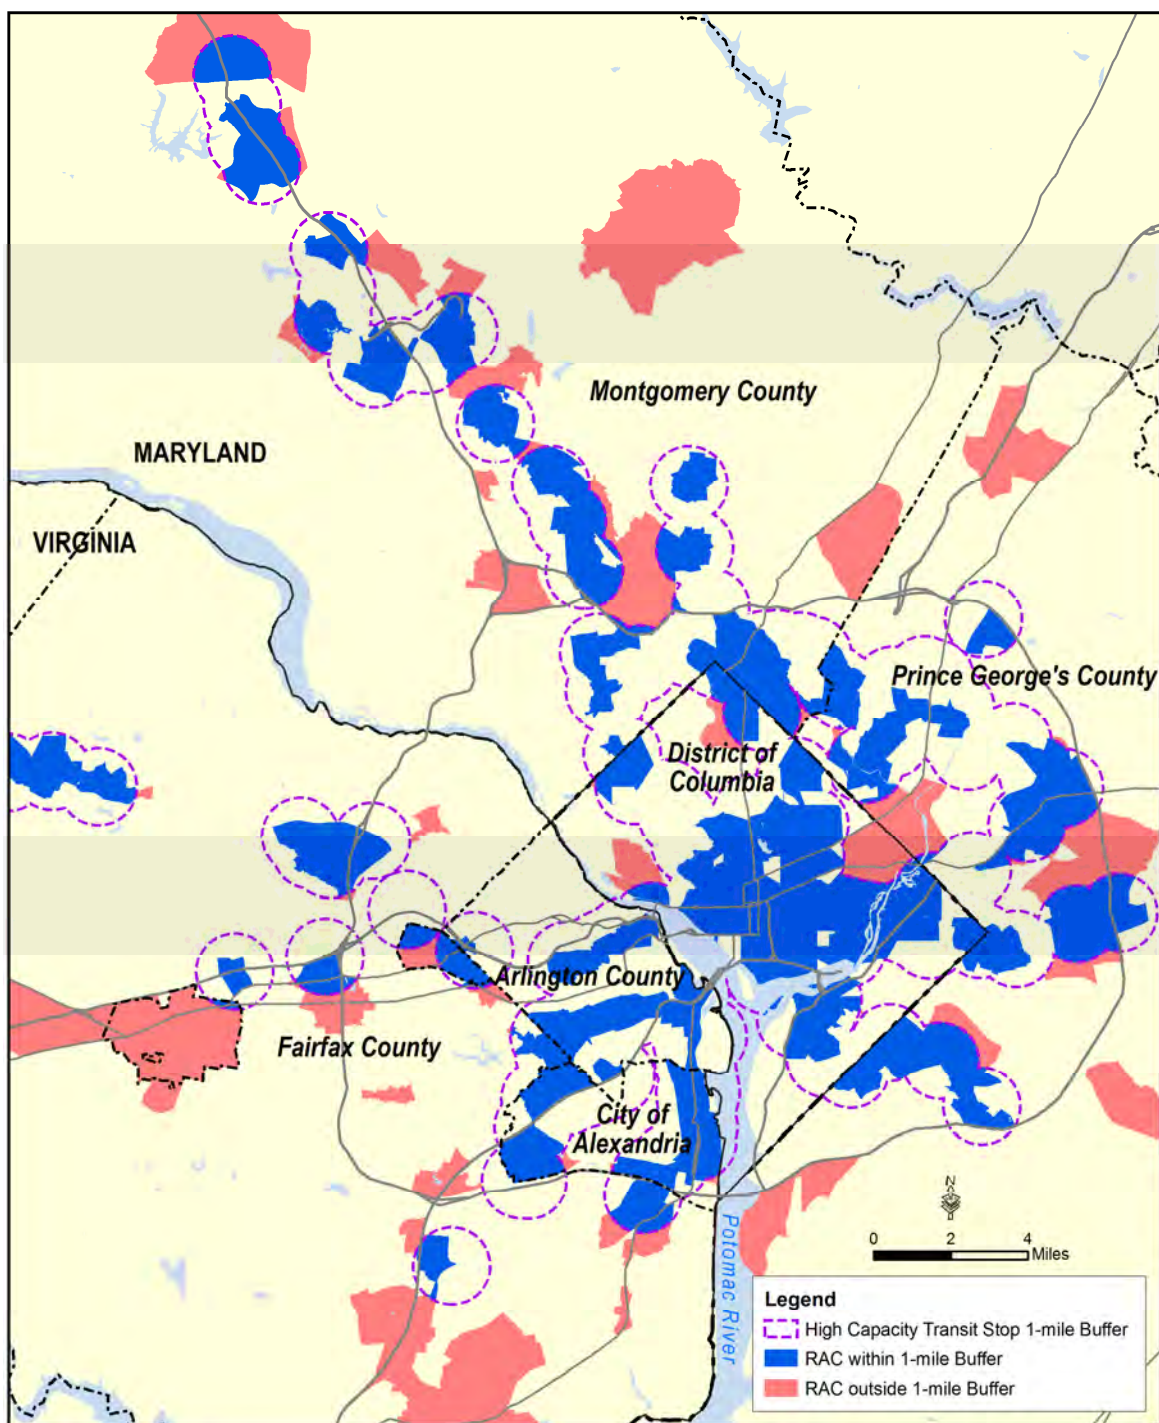 Montgomery County
MARYLAND
VIRGINIA
Prince George's County
District of
Columbia
Arlington County
Fairfax County
City of
Alexandria
N
0 2 4
Miles
Potomac River
Legend
High Capacity Transit Stop 1-mile Buffer
RAC within 1-mile Buffer
RAC outside 1-mile Buffer